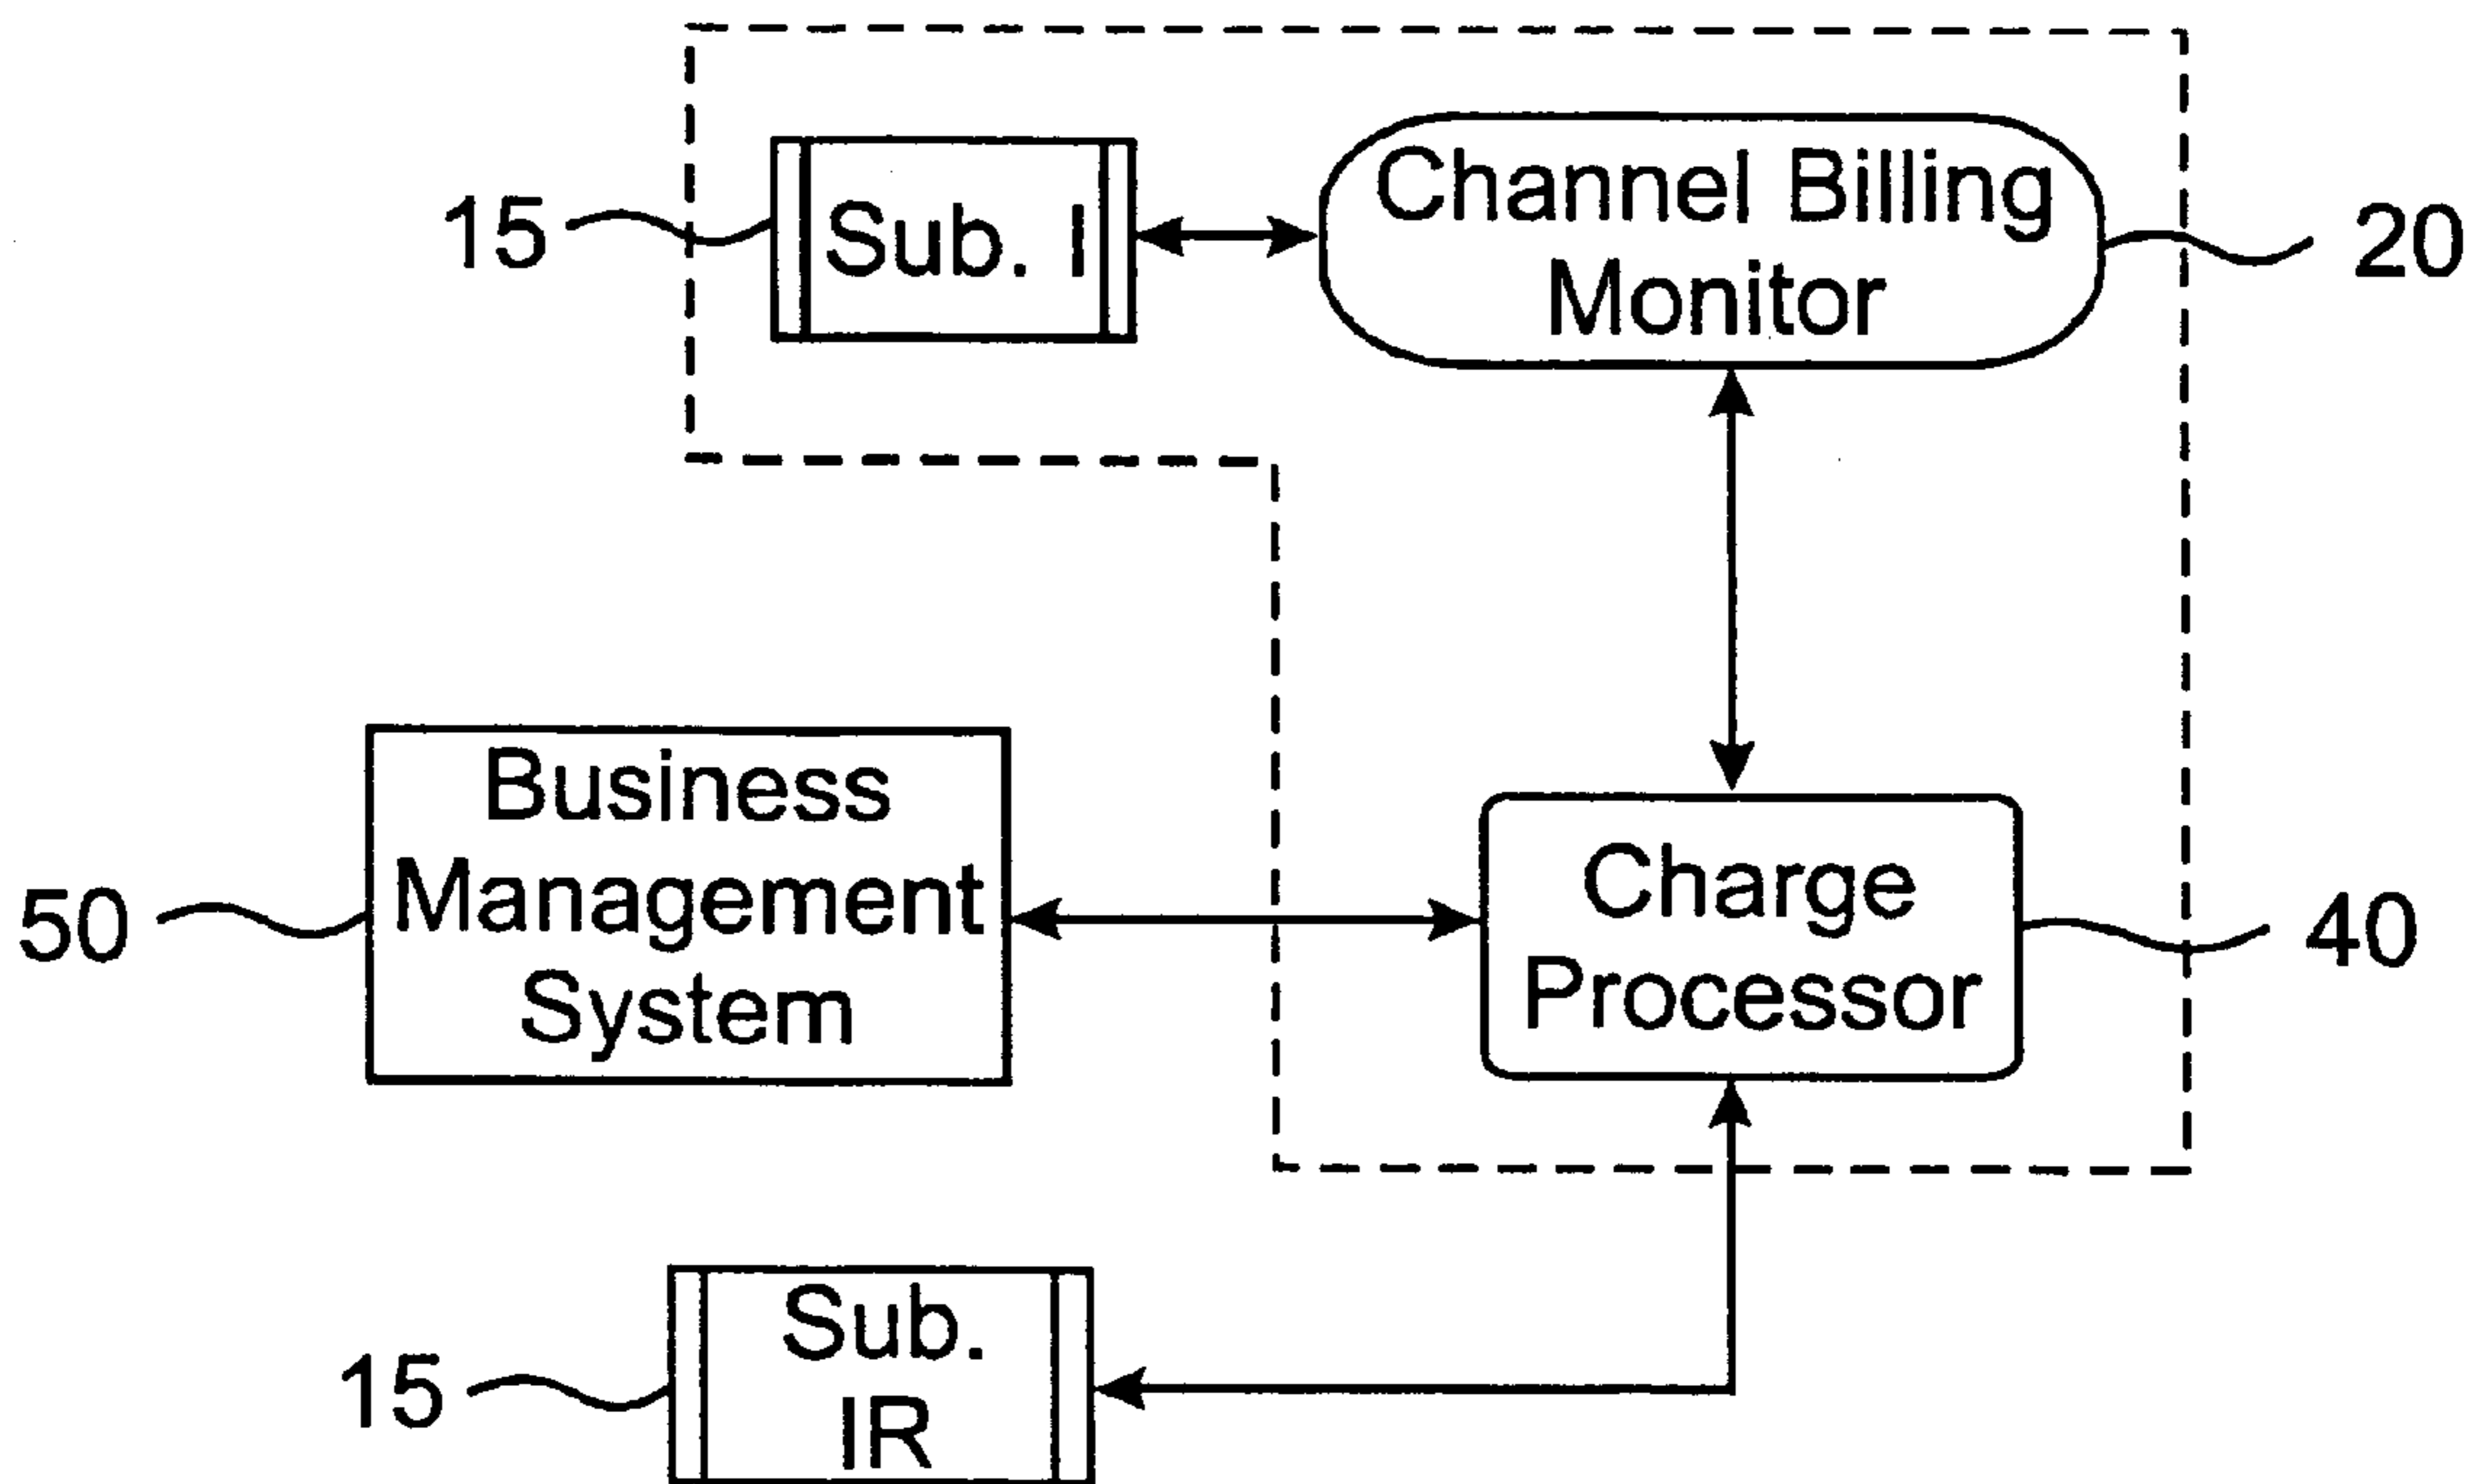 Channel Billing
Monitor
15
Sub. I
20
Business
Management
System
50
Charge
Processor
40
Sub.
IR
15